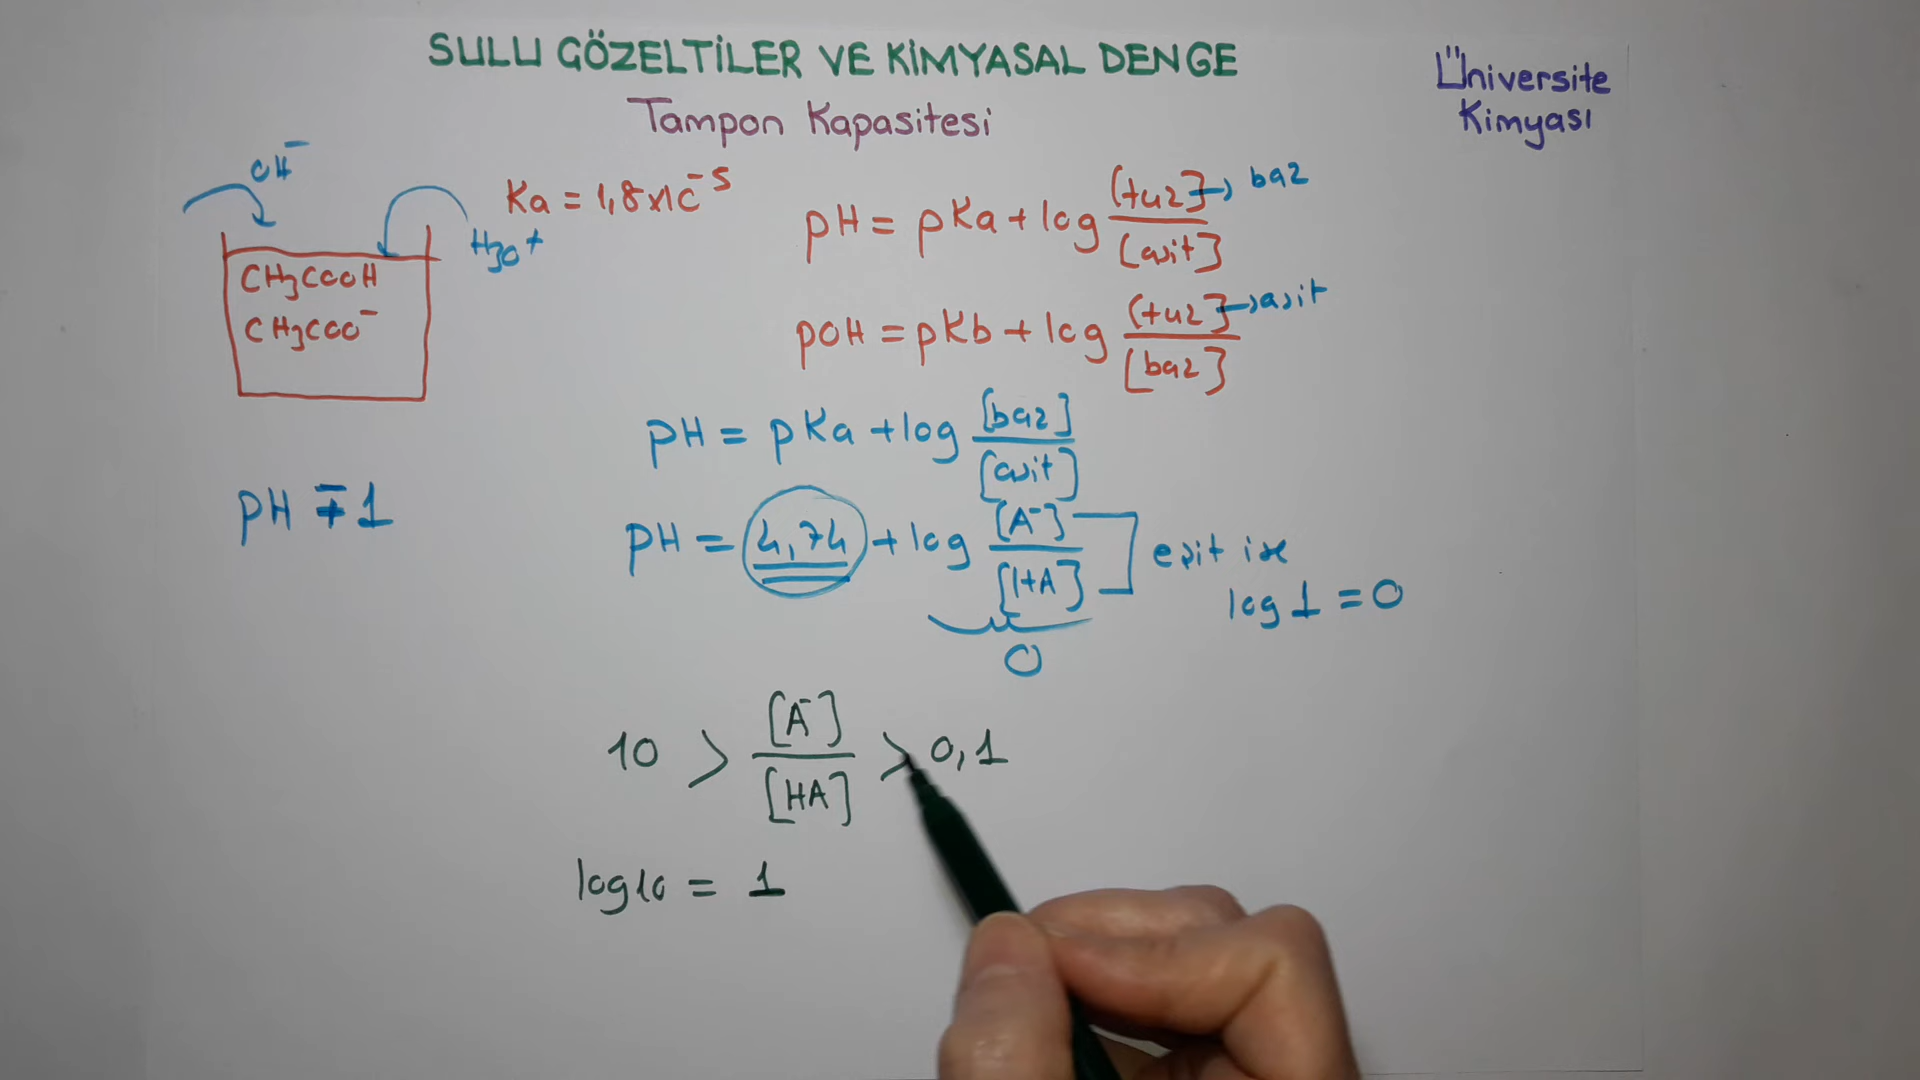 SULU GÖZELTİLER VE KİMYASAL DENGE
Tampon Kapasitesi
Üniversite
Kimyası
OH⁻
H₃O⁺
CH₃COOH
CH₃COO⁻
Ka = 1,8x10⁻⁵
pH = pKa + log [tuz] / [asit] → baz
pOH = pKb + log [tuz] / [baz] → asit
pH = pKa + log [baz] / [asit]
pH ∓ 1
pH = 4,74 + log [A⁻] / [HA] eşit ise
log 1 = 0
0
10 > [A⁻] / [HA] > 0,1
log10 = 1